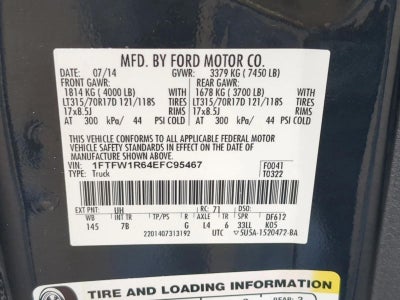 MFD. BY FORD MOTOR CO.
DATE: 07/14 GVWR: 3379 KG ( 7450 LB)
FRONT GAWR: REAR GAWR:
1814 KG ( 4000 LB) WITH 1678 KG ( 3700 LB) WITH
LT315/70R17D 121/118S TIRES LT315/70R17D 121/118S TIRES
17x8.5J RIMS 17x8.5J RIMS
AT 300 kPa/ 44 PSI COLD AT 300 kPa/ 44 PSI COLD
THIS VEHICLE CONFORMS TO ALL APPLICABLE FEDERAL MOTOR
VEHICLE SAFETY STANDARDS IN EFFECT ON THE DATE OF
MANUFACTURE SHOWN ABOVE.
VIN: 1FTFW1R64EFC95467 F0041
TYPE: Truck T0322
EXT PNT: UH RC: 71 DSO:
WB INT TR TP/PS R AXLE TR SPR DF612
145 7B G L4 6 33LL K05
2201407313192 UTC 5U5A-1520472-BA
TIRE AND LOADING INFORMATION